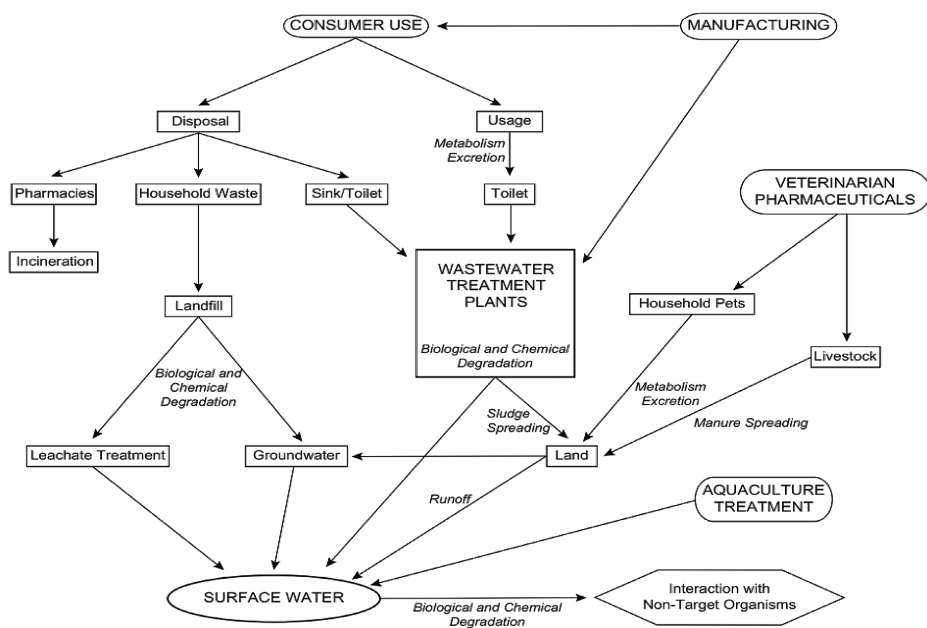 CONSUMER USE
MANUFACTURING
Disposal
Usage
Metabolism
Excretion
Pharmacies
Household Waste
Sink/Toilet
Toilet
VETERINARIAN
PHARMACEUTICALS
Incineration
WASTEWATER
TREATMENT
PLANTS
Landfill
Household Pets
Biological and Chemical
Degradation
Livestock
Biological and
Chemical
Degradation
Metabolism
Excretion
Sludge
Spreading
Manure Spreading
Leachate Treatment
Groundwater
Land
Runoff
AQUACULTURE
TREATMENT
SURFACE WATER
Interaction with
Non-Target Organisms
Biological and Chemical
Degradation